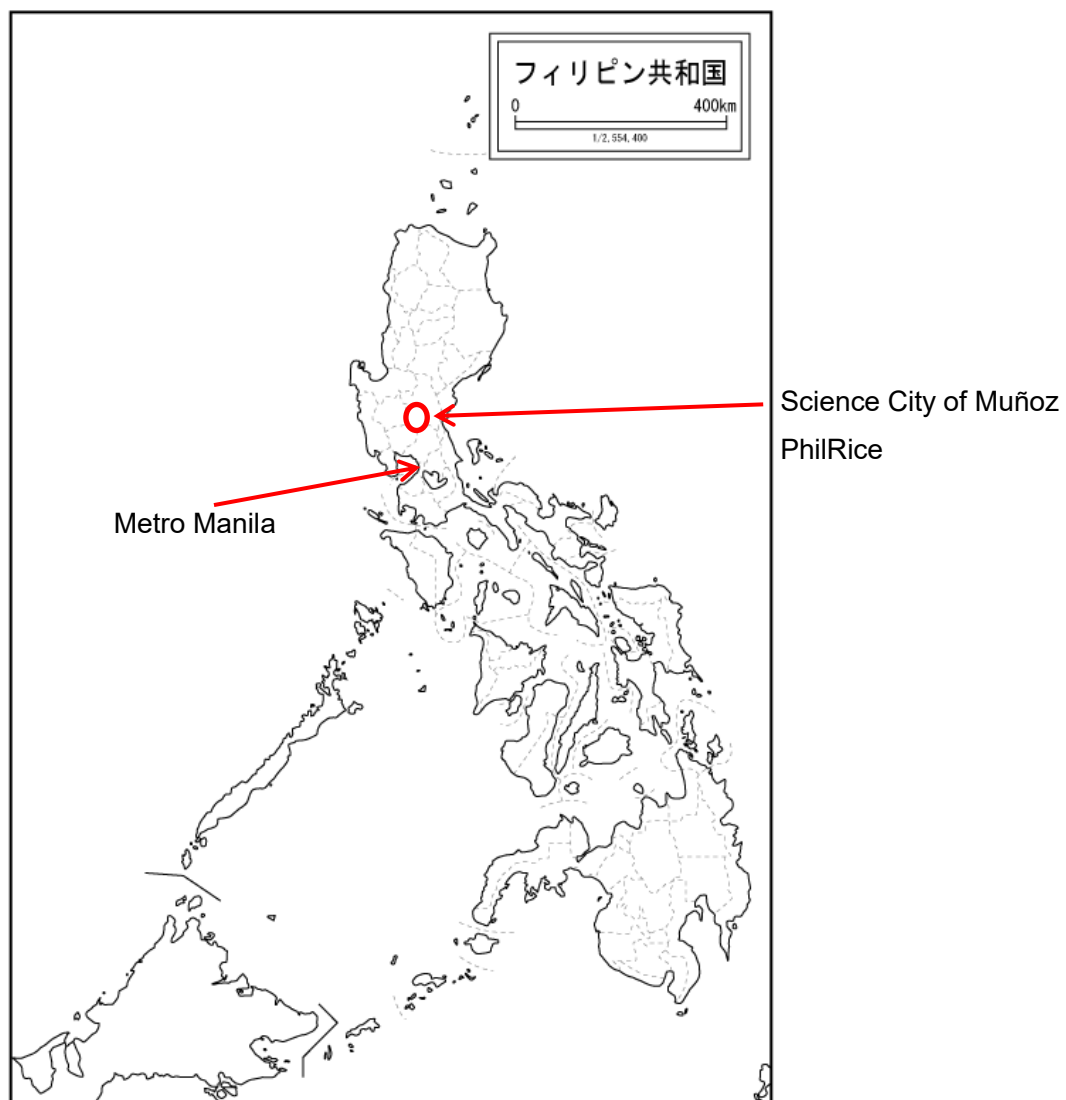 フィリピン共和国
0 400km
1/2,554,400
Science City of Muñoz
PhilRice
Metro Manila